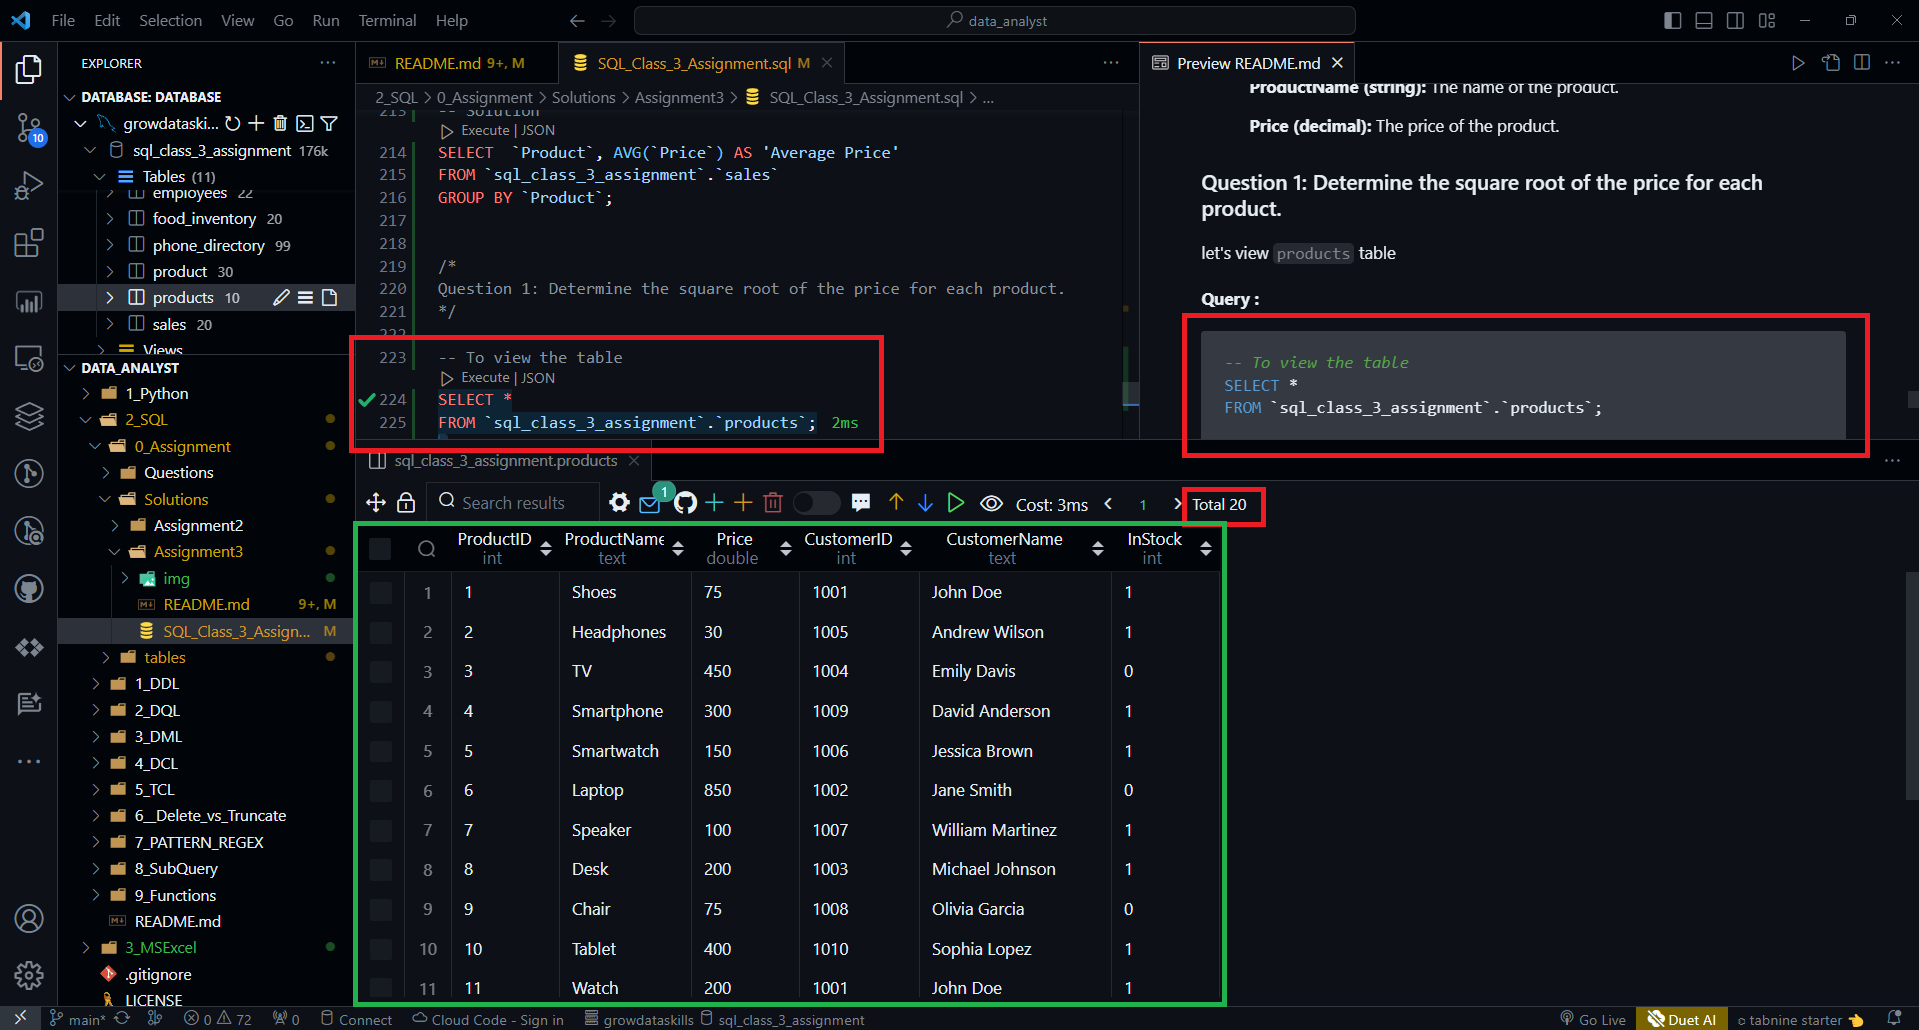 File Edit Selection View Go Run Terminal Help
data_analyst
EXPLORER
DATABASE: DATABASE
growdataski...
sql_class_3_assignment 176k
Tables (11)
employees 22
food_inventory 20
phone_directory 99
product 30
products 10
sales 20
Views
DATA_ANALYST
1_Python
2_SQL
0_Assignment
Questions
Solutions
Assignment2
Assignment3
img
README.md 9+, M
SQL_Class_3_Assign... M
tables
1_DDL
2_DQL
3_DML
4_DCL
5_TCL
6__Delete_vs_Truncate
7_PATTERN_REGEX
8_SubQuery
9_Functions
README.md
3_MSExcel
.gitignore
LICENSE
10
README.md 9+, M
SQL_Class_3_Assignment.sql M
2_SQL > 0_Assignment > Solutions > Assignment3 > SQL_Class_3_Assignment.sql > ...
213 -- Solution
Execute | JSON
214 SELECT `Product`, AVG(`Price`) AS 'Average Price'
215 FROM `sql_class_3_assignment`.`sales`
216 GROUP BY `Product`;
217
218
219 /*
220 Question 1: Determine the square root of the price for each product.
221 */
222
223 -- To view the table
Execute | JSON
224 SELECT *
225 FROM `sql_class_3_assignment`.`products`; 2ms
Preview README.md
ProductName (string): The name of the product.
Price (decimal): The price of the product.
Question 1: Determine the square root of the price for each
product.
let's view products table
Query :
-- To view the table
SELECT *
FROM `sql_class_3_assignment`.`products`;
sql_class_3_assignment.products
Search results
1
Cost: 3ms
1
Total 20
ProductID ProductName Price CustomerID CustomerName InStock
int text double int text int
1 1 Shoes 75 1001 John Doe 1
2 2 Headphones 30 1005 Andrew Wilson 1
3 3 TV 450 1004 Emily Davis 0
4 4 Smartphone 300 1009 David Anderson 1
5 5 Smartwatch 150 1006 Jessica Brown 1
6 6 Laptop 850 1002 Jane Smith 0
7 7 Speaker 100 1007 William Martinez 1
8 8 Desk 200 1003 Michael Johnson 1
9 9 Chair 75 1008 Olivia Garcia 0
10 10 Tablet 400 1010 Sophia Lopez 1
11 11 Watch 200 1001 John Doe 1
main* 0 72 0 Connect Cloud Code - Sign in growdataskills sql_class_3_assignment Go Live Duet AI tabnine starter